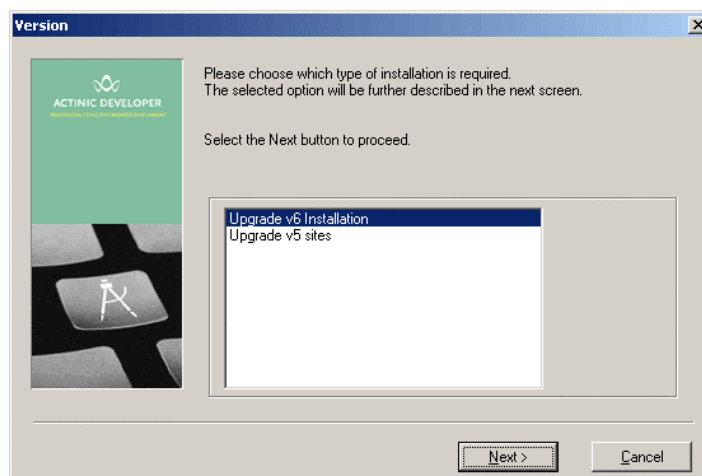 Version
ACTINIC DEVELOPER
Please choose which type of installation is required.
The selected option will be further described in the next screen.
Select the Next button to proceed.
Upgrade v6 Installation
Upgrade v5 sites
Next >
Cancel